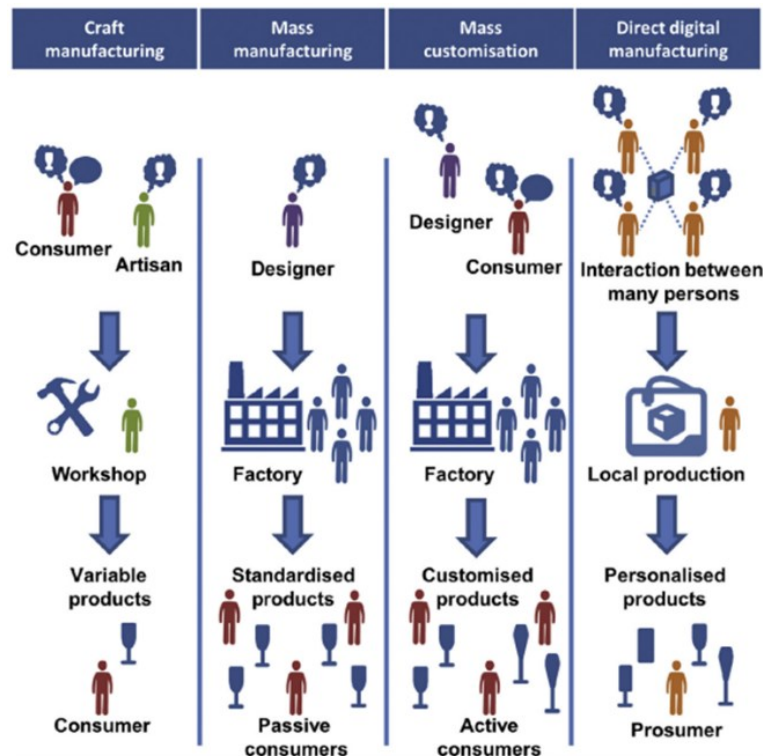 Craft
manufacturing
Mass
manufacturing
Mass
customisation
Direct digital
manufacturing
Consumer
Artisan
Designer
Designer
Consumer
Interaction between
many persons
Workshop
Factory
Factory
Local production
Variable
products
Standardised
products
Customised
products
Personalised
products
Consumer
Passive
consumers
Active
consumers
Prosumer